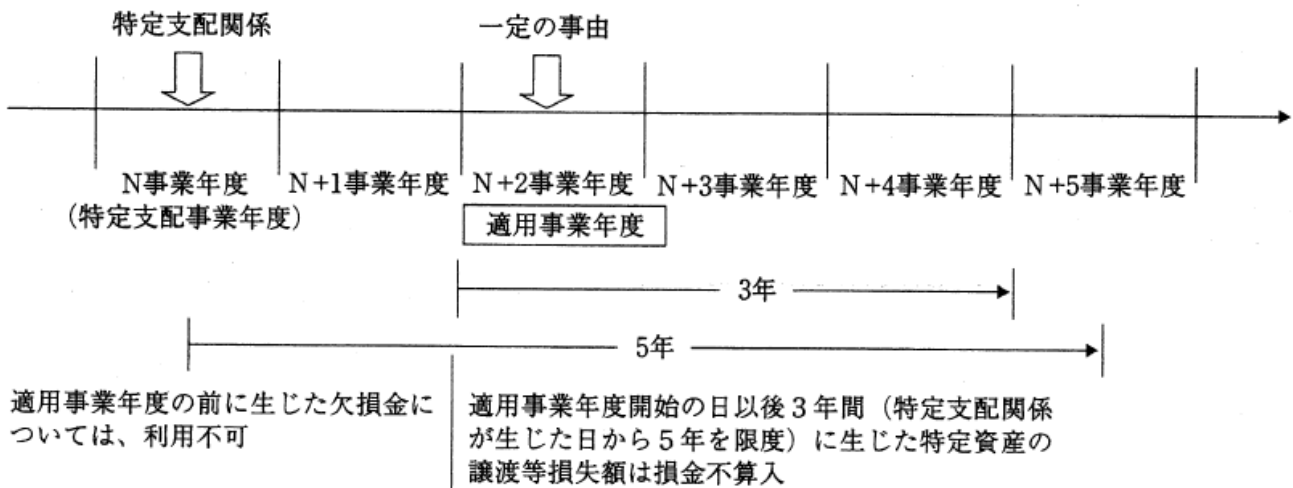 特定支配関係
一定の事由
N事業年度
N+1事業年度
N+2事業年度
N+3事業年度
N+4事業年度
N+5事業年度
(特定支配事業年度)
適用事業年度
3年
5年
適用事業年度の前に生じた欠損金に
ついては、利用不可
適用事業年度開始の日以後3年間(特定支配関係
が生じた日から5年を限度)に生じた特定資産の
譲渡等損失額は損金不算入